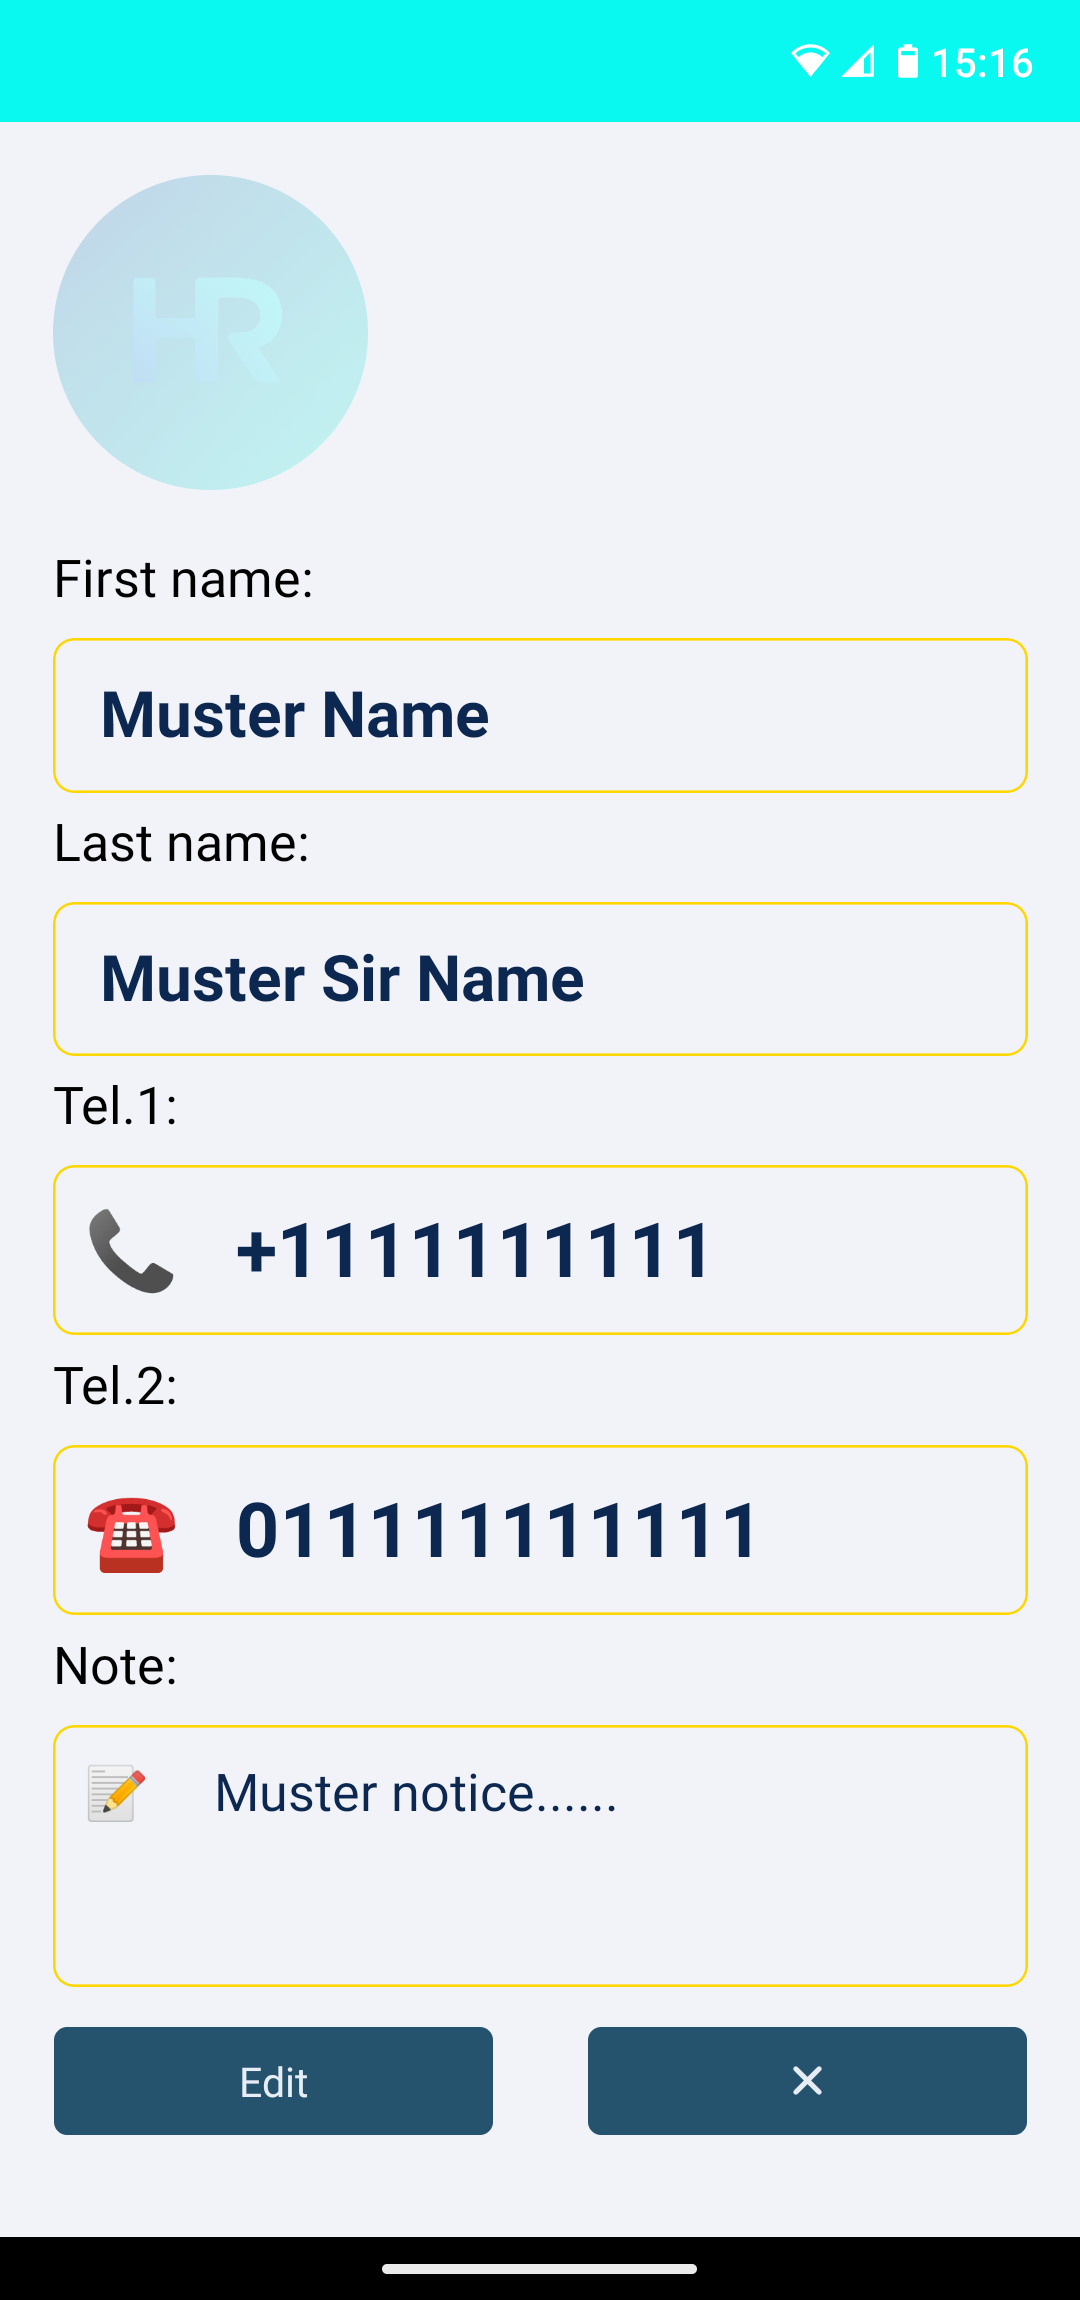 15:16
HR
First name:
Muster Name
Last name:
Muster Sir Name
Tel.1:
+1111111111
Tel.2:
011111111111
Note:
Muster notice......
Edit